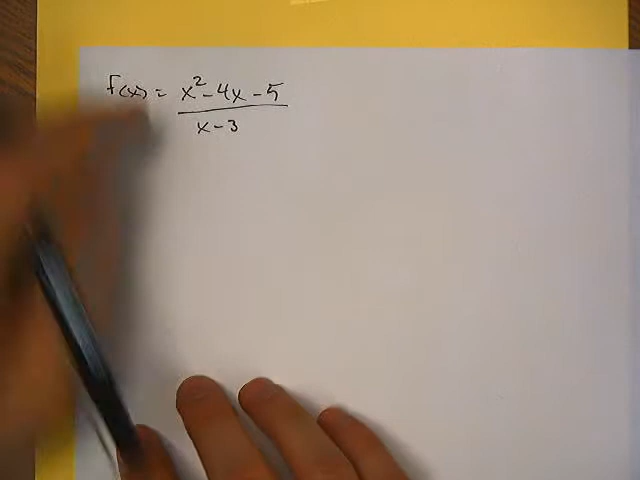 f(x) = x² - 4x - 5
x - 3